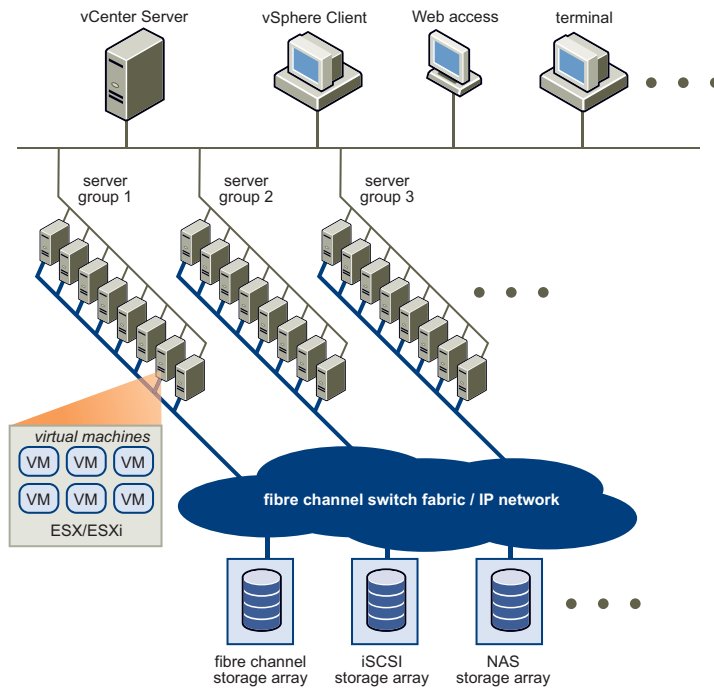 vCenter Server
vSphere Client
Web access
terminal
server
group 1
server
group 2
server
group 3
virtual machines
VM VM VM
VM VM VM
ESX/ESXi
fibre channel switch fabric / IP network
fibre channel
storage array
iSCSI
storage array
NAS
storage array